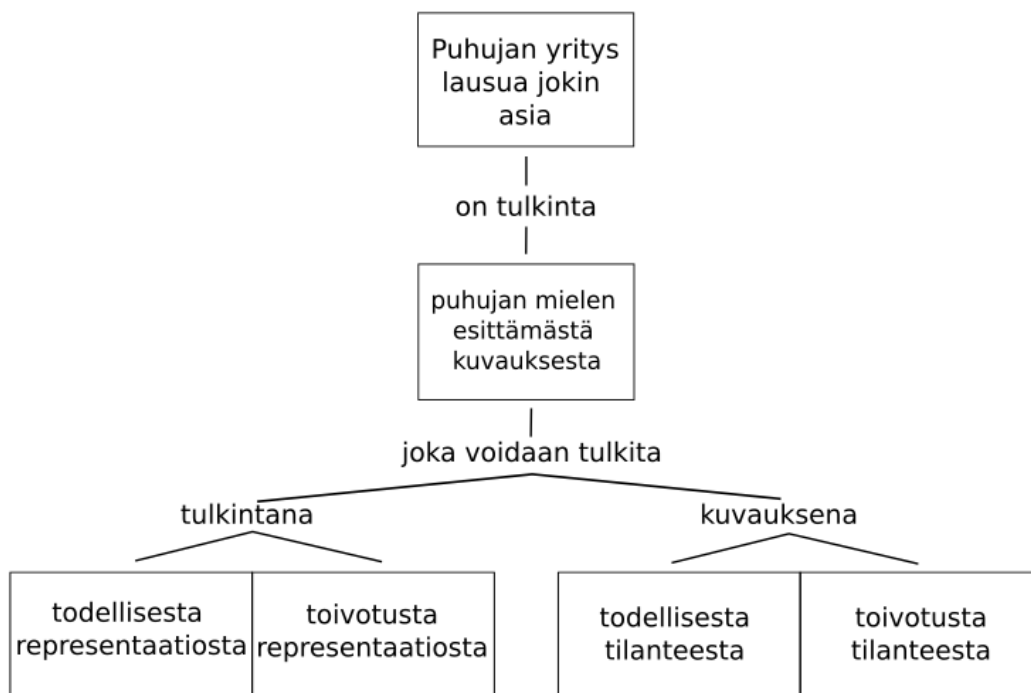 Puhujan yritys
lausua jokin
asia
on tulkinta
puhujan mielen
esittämästä
kuvauksesta
joka voidaan tulkita
tulkintana
kuvauksena
todellisesta
representaatiosta
toivotusta
representaatiosta
todellisesta
tilanteesta
toivotusta
tilanteesta